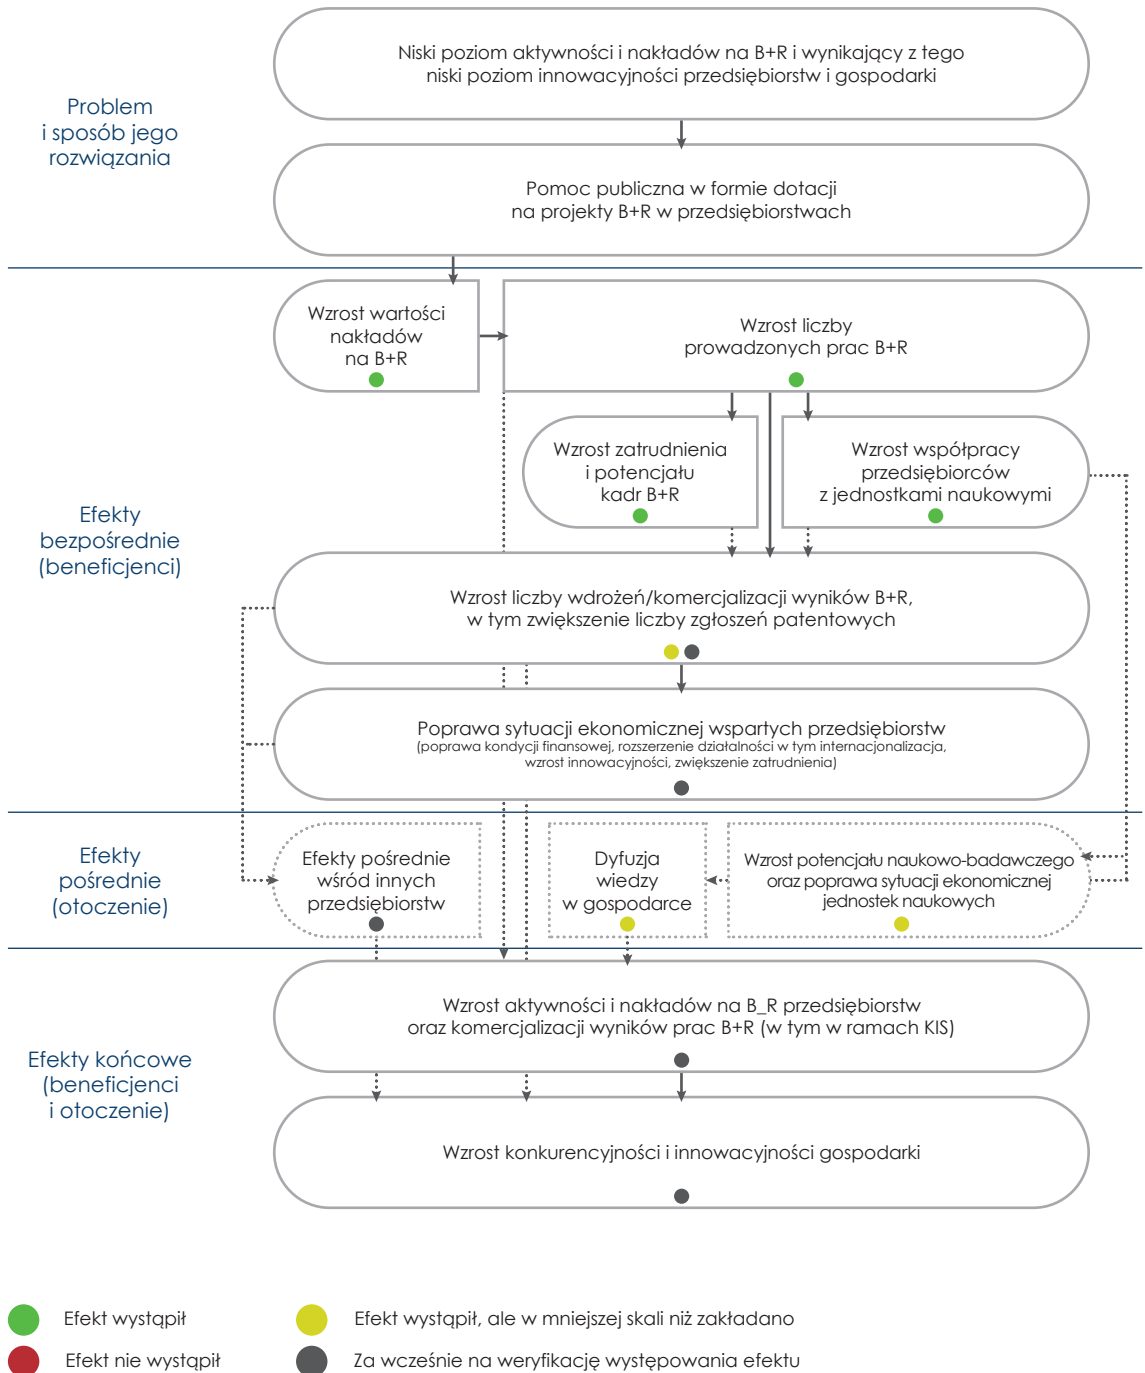 Problem
i sposób jego
rozwiązania
Niski poziom aktywności i nakładów na B+R i wynikający z tego
niski poziom innowacyjności przedsiębiorstw i gospodarki
Pomoc publiczna w formie dotacji
na projekty B+R w przedsiębiorstwach
Efekty
bezpośrednie
(beneficjenci)
Wzrost wartości
nakładów
na B+R
Wzrost liczby
prowadzonych prac B+R
Wzrost zatrudnienia
i potencjału
kadr B+R
Wzrost współpracy
przedsiębiorców
z jednostkami naukowymi
Wzrost liczby wdrożeń/komercjalizacji wyników B+R,
w tym zwiększenie liczby zgłoszeń patentowych
Poprawa sytuacji ekonomicznej wspartych przedsiębiorstw
(poprawa kondycji finansowej, rozszerzenie działalności w tym internacjonalizacja,
wzrost innowacyjności, zwiększenie zatrudnienia)
Efekty
pośrednie
(otoczenie)
Efekty pośrednie
wśród innych
przedsiębiorstw
Dyfuzja
wiedzy
w gospodarce
Wzrost potencjału naukowo-badawczego
oraz poprawa sytuacji ekonomicznej
jednostek naukowych
Efekty końcowe
(beneficjenci
i otoczenie)
Wzrost aktywności i nakładów na B_R przedsiębiorstw
oraz komercjalizacji wyników prac B+R (w tym w ramach KIS)
Wzrost konkurencyjności i innowacyjności gospodarki
Efekt wystąpił
Efekt wystąpił, ale w mniejszej skali niż zakładano
Efekt nie wystąpił
Za wcześnie na weryfikację występowania efektu